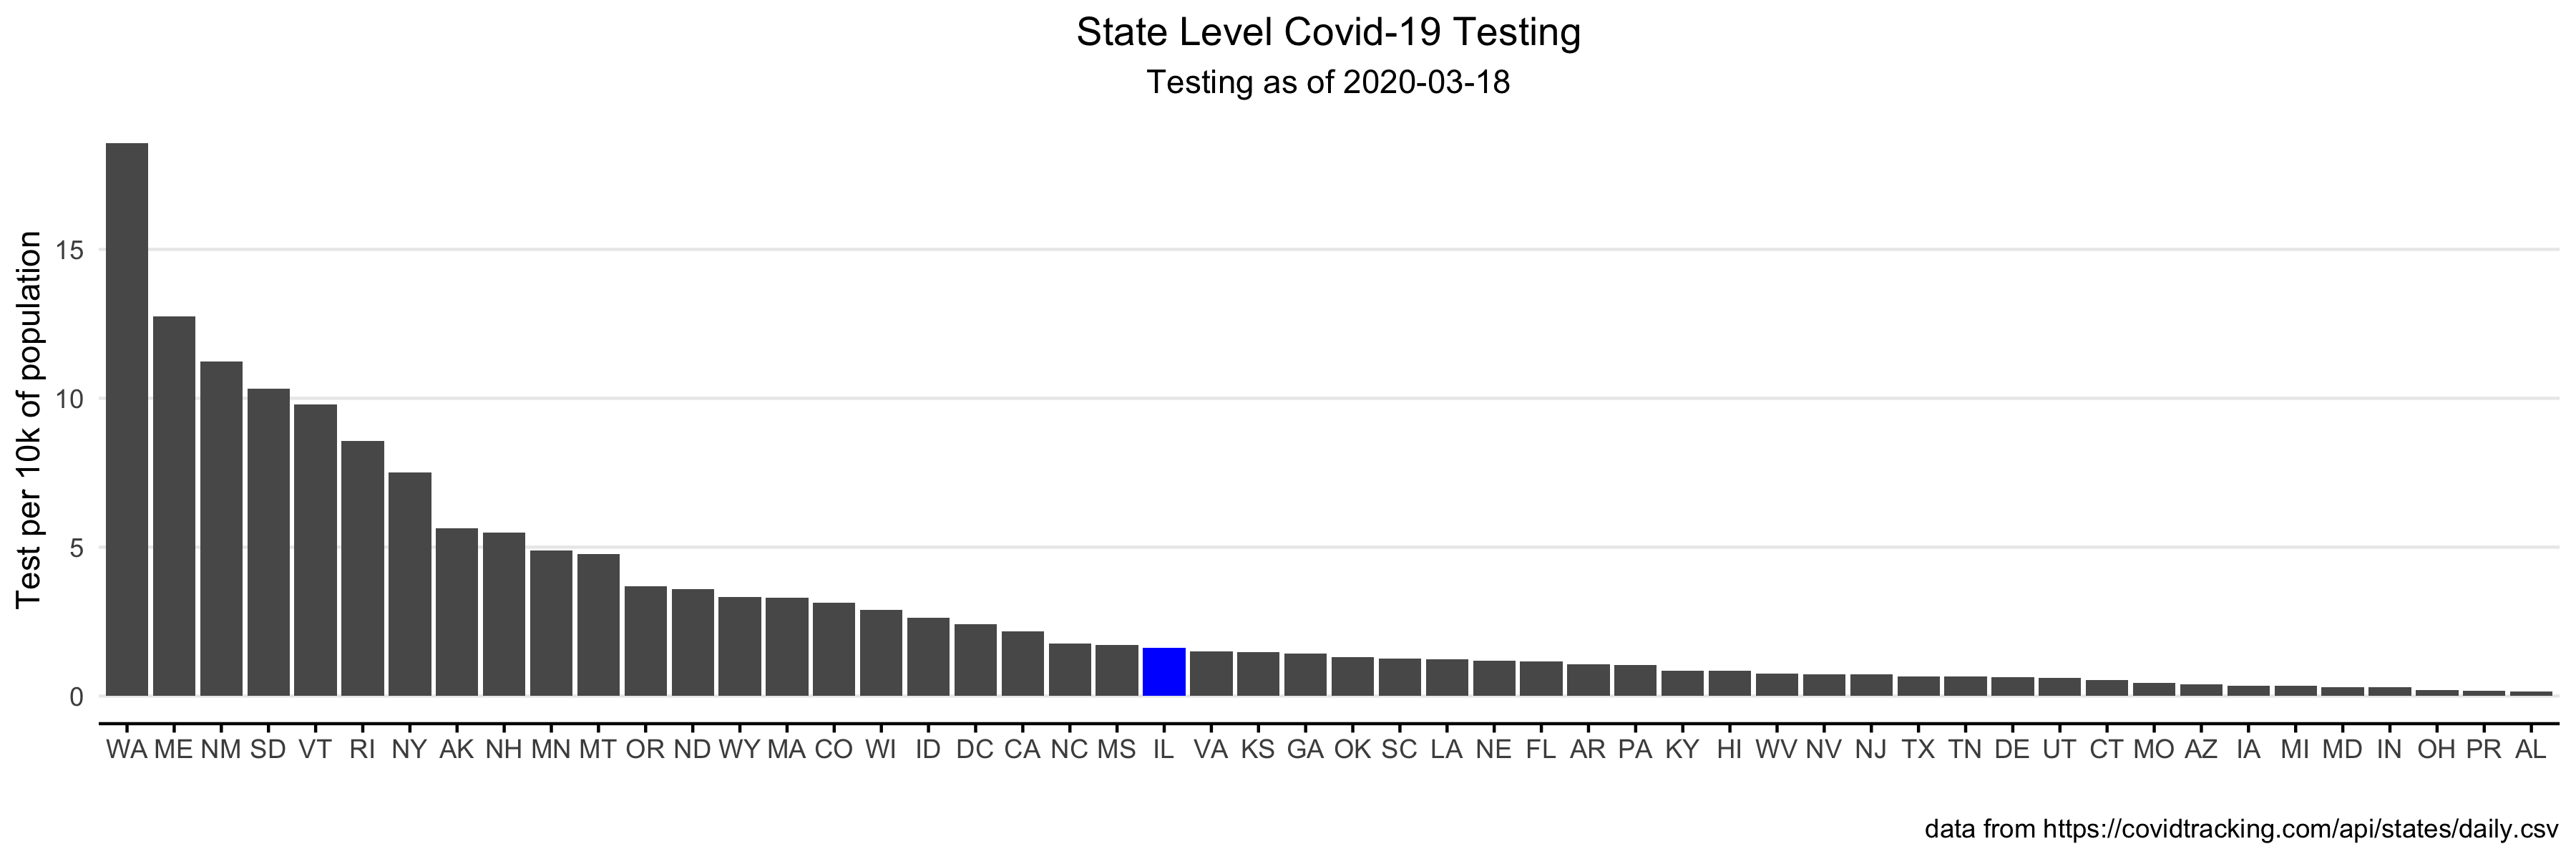 State Level Covid-19 Testing
Testing as of 2020-03-18
Test per 10k of population
15
10
5
0
WA ME NM SD VT RI NY AK NH MN MT OR ND WY MA CO WI ID DC CA NC MS IL VA KS GA OK SC LA NE FL AR PA KY HI WV NV NJ TX TN DE UT CT MO AZ IA MI MD IN OH PR AL
data from https://covidtracking.com/api/states/daily.csv